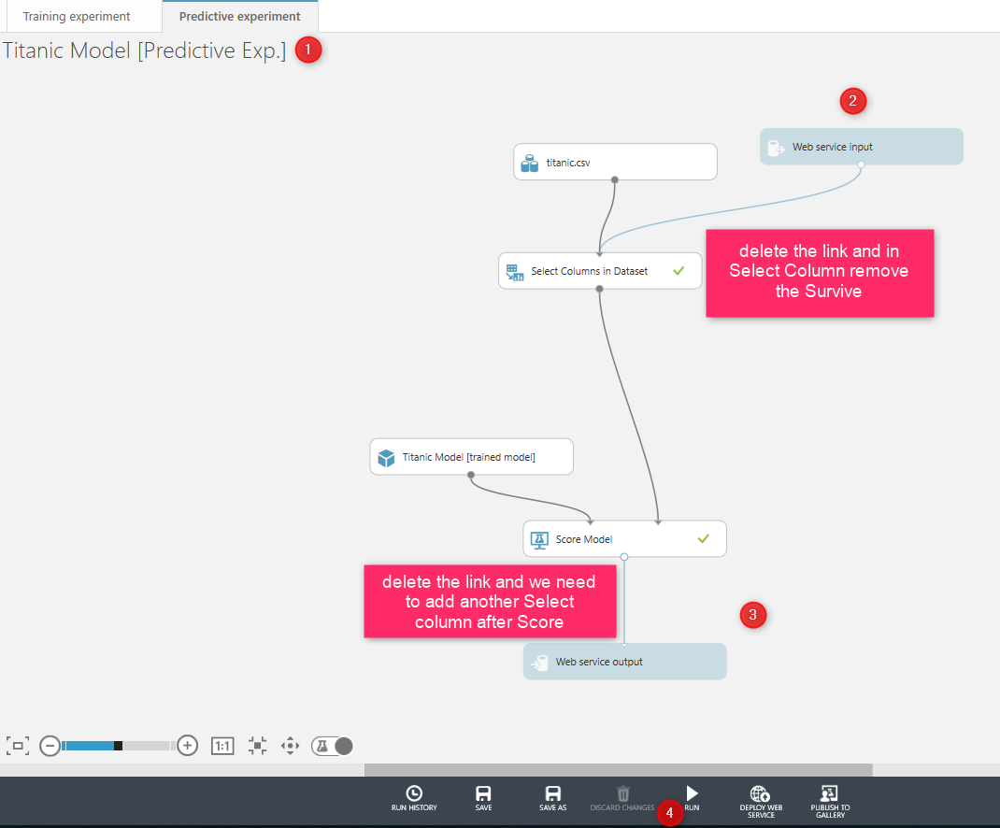 Training experiment
Predictive experiment
Titanic Model [Predictive Exp.]
1
2
Web service input
titanic.csv
Select Columns in Dataset
delete the link and in
Select Column remove
the Survive
Titanic Model [trained model]
Score Model
delete the link and we need
to add another Select
column after Score
3
Web service output
1:1
RUN HISTORY
SAVE
SAVE AS
DISCARD CHANGES
4
RUN
DEPLOY WEB
SERVICE
PUBLISH TO
GALLERY